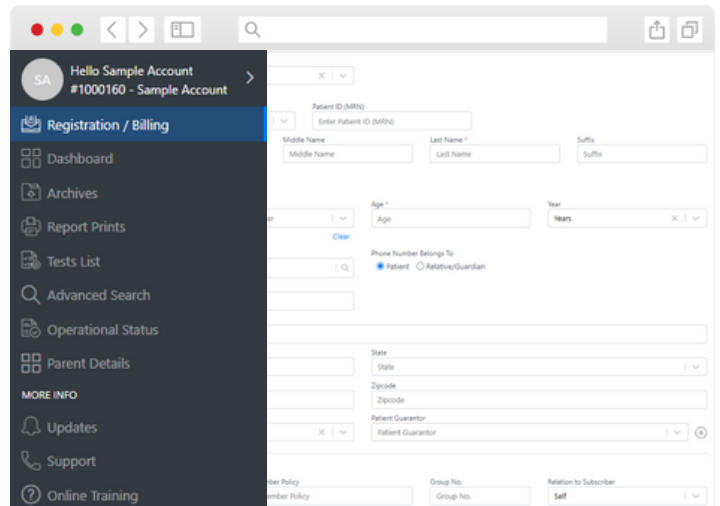 SA
Hello Sample Account
#1000160 - Sample Account
Registration / Billing
Dashboard
Archives
Report Prints
Tests List
Advanced Search
Operational Status
Parent Details
MORE INFO
Updates
Support
Online Training
X
Patient ID (MRN)
Enter Patient ID (MRN)
Middle Name Last Name * Suffix
Middle Name Last Name Suffix
Age * Year
Age Years X
Clear
Phone Number Belongs To
Patient Relative/Guardian
State
State
Zipcode
Zipcode
Patient Guarantor
X Patient Guarantor
Policy Group No. Relation to Subscriber
Policy Group No. Self